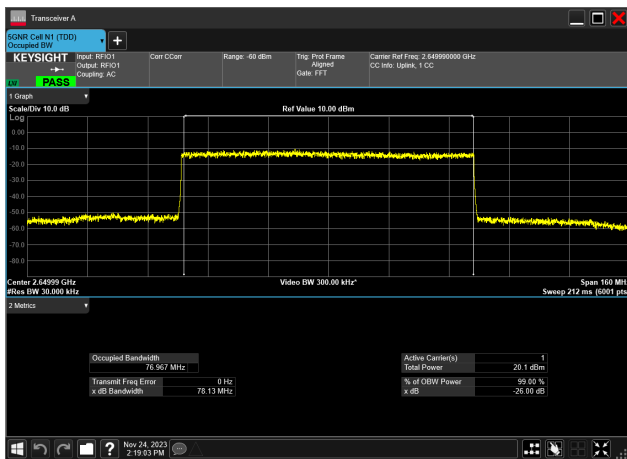 Transceiver A
5GNR Cell N1 (TDD)
Occupied BW
KEYSIGHT
Input: RFIO1
Output: RFIO1
Coupling: AC
Corr CCorr
Range: -60 dBm
Trig: Prot Frame
Aligned
Gate: FFT
Carrier Ref Freq: 2.649990000 GHz
CC Info: Uplink, 1 CC
PASS
1 Graph
Scale/Div 10.0 dB
Ref Value 10.00 dBm
Log
0.00
-10.0
-20.0
-30.0
-40.0
-50.0
-60.0
-70.0
-80.0
Center 2.64999 GHz
Video BW 300.00 kHz*
Span 160 MH
#Res BW 30.000 kHz
Sweep 212 ms (6001 pts
2 Metrics
Occupied Bandwidth
76.967 MHz
Transmit Freq Error 0 Hz
x dB Bandwidth 78.13 MHz
Active Carrier(s) 1
Total Power 20.1 dBm
% of OBW Power 99.00 %
x dB -26.00 dB
Nov 24, 2023
2:19:03 PM